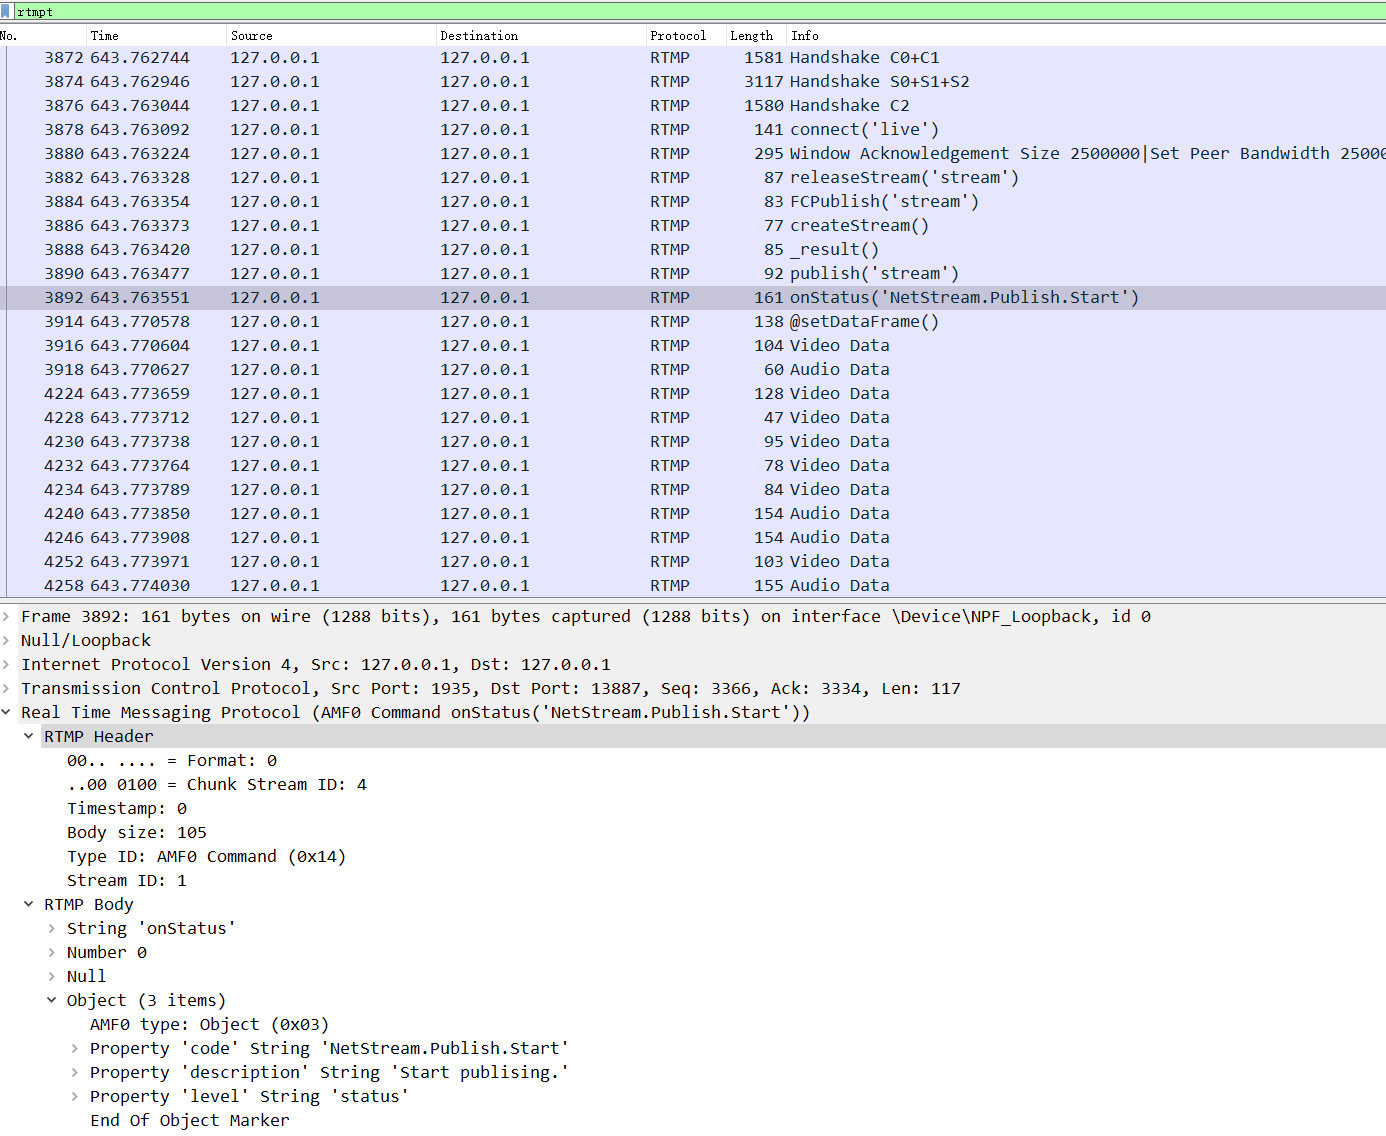 rtmpt
No. Time Source Destination Protocol Length Info
3872 643.762744 127.0.0.1 127.0.0.1 RTMP 1581 Handshake C0+C1
3874 643.762946 127.0.0.1 127.0.0.1 RTMP 3117 Handshake S0+S1+S2
3876 643.763044 127.0.0.1 127.0.0.1 RTMP 1580 Handshake C2
3878 643.763092 127.0.0.1 127.0.0.1 RTMP 141 connect('live')
3880 643.763224 127.0.0.1 127.0.0.1 RTMP 295 Window Acknowledgement Size 2500000|Set Peer Bandwidth 25000
3882 643.763328 127.0.0.1 127.0.0.1 RTMP 87 releaseStream('stream')
3884 643.763354 127.0.0.1 127.0.0.1 RTMP 83 FCPublish('stream')
3886 643.763373 127.0.0.1 127.0.0.1 RTMP 77 createStream()
3888 643.763420 127.0.0.1 127.0.0.1 RTMP 85 _result()
3890 643.763477 127.0.0.1 127.0.0.1 RTMP 92 publish('stream')
3892 643.763551 127.0.0.1 127.0.0.1 RTMP 161 onStatus('NetStream.Publish.Start')
3914 643.770578 127.0.0.1 127.0.0.1 RTMP 138 @setDataFrame()
3916 643.770604 127.0.0.1 127.0.0.1 RTMP 104 Video Data
3918 643.770627 127.0.0.1 127.0.0.1 RTMP 60 Audio Data
4224 643.773659 127.0.0.1 127.0.0.1 RTMP 128 Video Data
4228 643.773712 127.0.0.1 127.0.0.1 RTMP 47 Video Data
4230 643.773738 127.0.0.1 127.0.0.1 RTMP 95 Video Data
4232 643.773764 127.0.0.1 127.0.0.1 RTMP 78 Video Data
4234 643.773789 127.0.0.1 127.0.0.1 RTMP 84 Video Data
4240 643.773850 127.0.0.1 127.0.0.1 RTMP 154 Audio Data
4246 643.773908 127.0.0.1 127.0.0.1 RTMP 154 Audio Data
4252 643.773971 127.0.0.1 127.0.0.1 RTMP 103 Video Data
4258 643.774030 127.0.0.1 127.0.0.1 RTMP 155 Audio Data
Frame 3892: 161 bytes on wire (1288 bits), 161 bytes captured (1288 bits) on interface \Device\NPF_Loopback, id 0
Null/Loopback
Internet Protocol Version 4, Src: 127.0.0.1, Dst: 127.0.0.1
Transmission Control Protocol, Src Port: 1935, Dst Port: 13887, Seq: 3366, Ack: 3334, Len: 117
Real Time Messaging Protocol (AMF0 Command onStatus('NetStream.Publish.Start'))
RTMP Header
00.. .... = Format: 0
..00 0100 = Chunk Stream ID: 4
Timestamp: 0
Body size: 105
Type ID: AMF0 Command (0x14)
Stream ID: 1
RTMP Body
String 'onStatus'
Number 0
Null
Object (3 items)
AMF0 type: Object (0x03)
Property 'code' String 'NetStream.Publish.Start'
Property 'description' String 'Start publising.'
Property 'level' String 'status'
End Of Object Marker